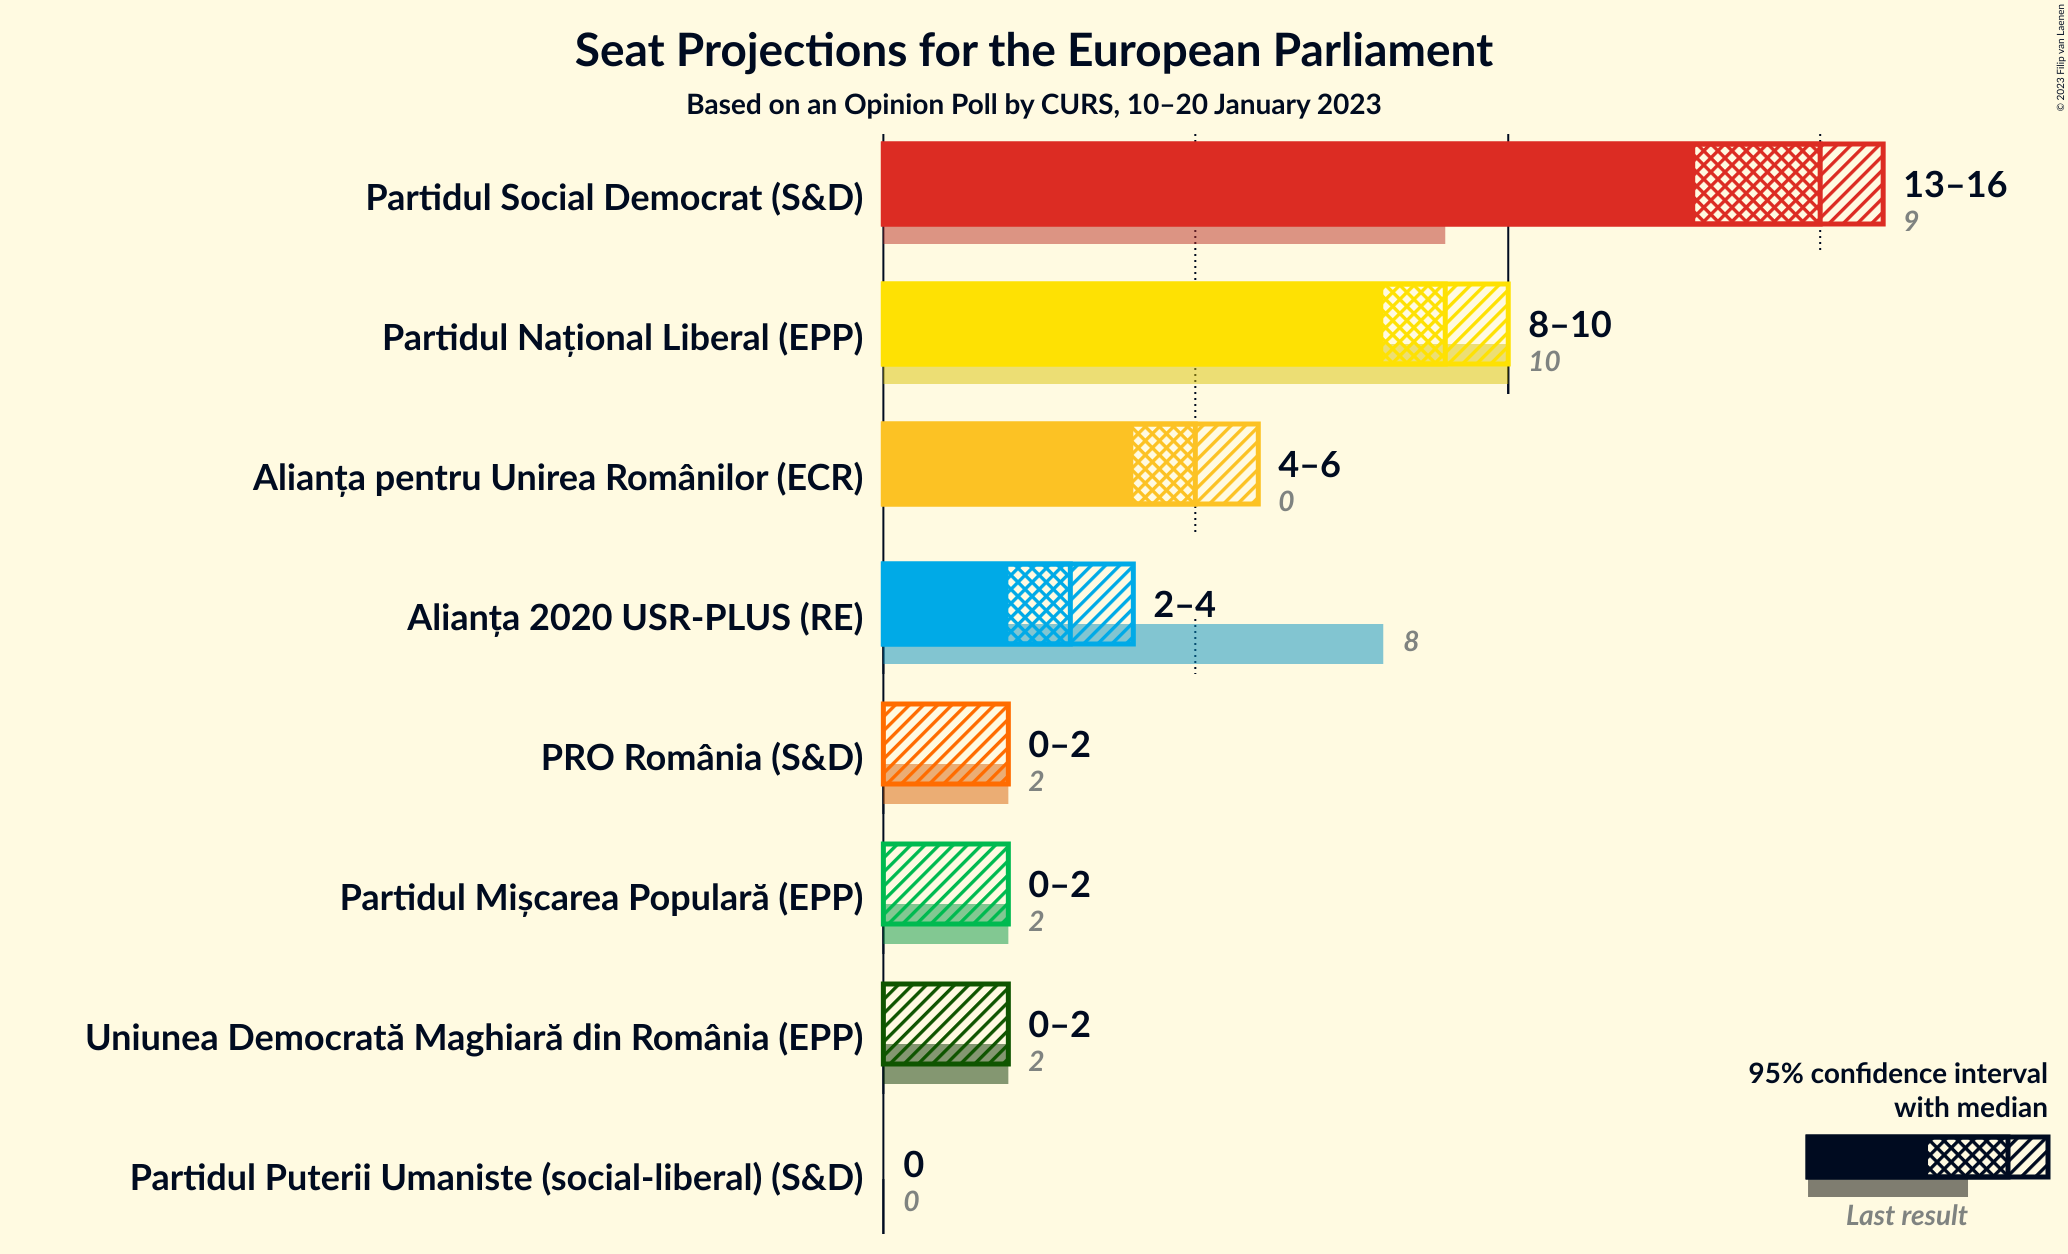 Seat Projections for the European Parliament
Based on an Opinion Poll by CURS, 10–20 January 2023
© 2023 Filip van Laenen
Partidul Social Democrat (S&D)
13–16
9
Partidul Național Liberal (EPP)
8–10
10
Alianța pentru Unirea Românilor (ECR)
4–6
0
Alianța 2020 USR-PLUS (RE)
2–4
8
PRO România (S&D)
0–2
2
Partidul Mișcarea Populară (EPP)
0–2
2
Uniunea Democrată Maghiară din România (EPP)
0–2
2
Partidul Puterii Umaniste (social-liberal) (S&D)
0
0
95% confidence interval
with median
Last result